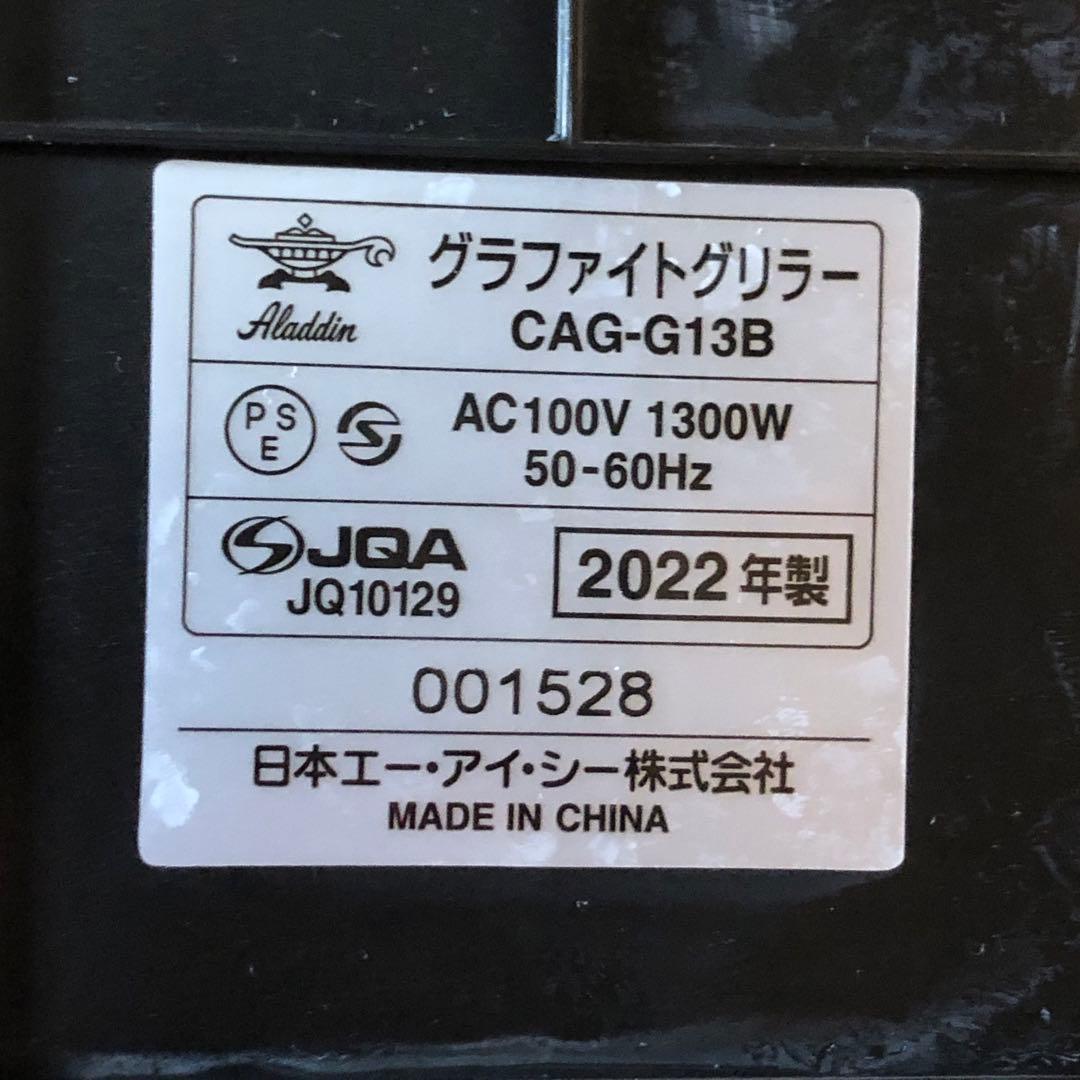 Aladdin
グラファイトグリラー
CAG-G13B
PSE
AC100V 1300W
50-60Hz
JQA
JQ10129
2022年製
001528
日本エー・アイ・シー株式会社
MADE IN CHINA